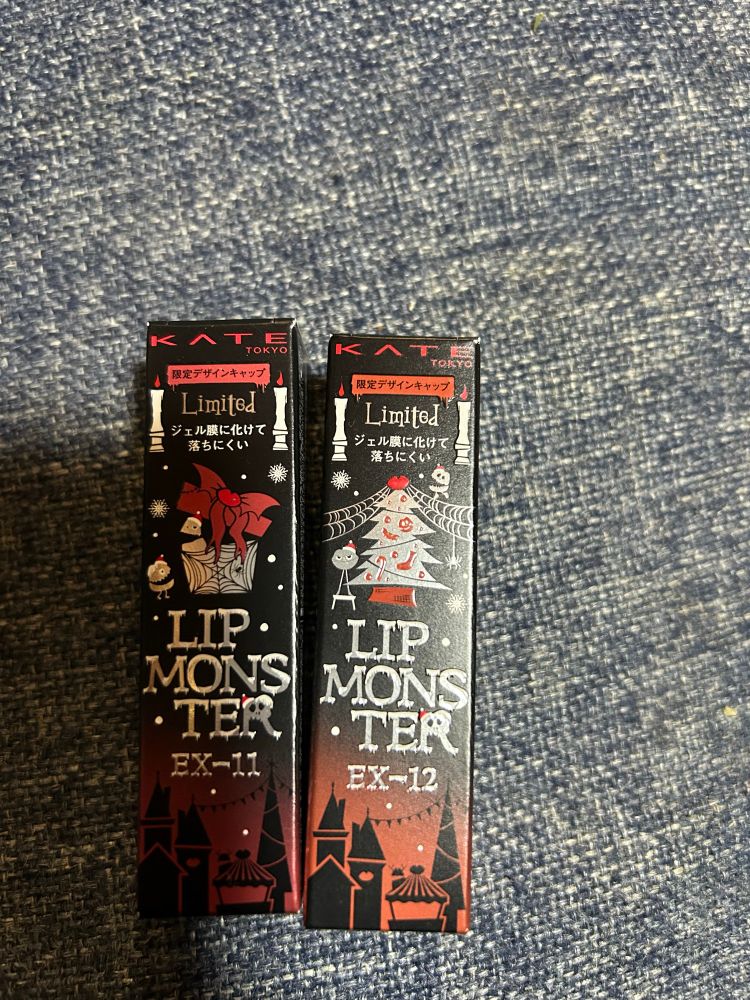 KATE
TOKYO
限定デザインキャップ
Limited
ジェル膜に化けて
落ちにくい
LIP
MONS
TER
EX-11
KATE
TOKYO
限定デザインキャップ
Limited
ジェル膜に化けて
落ちにくい
LIP
MONS
TER
EX-12